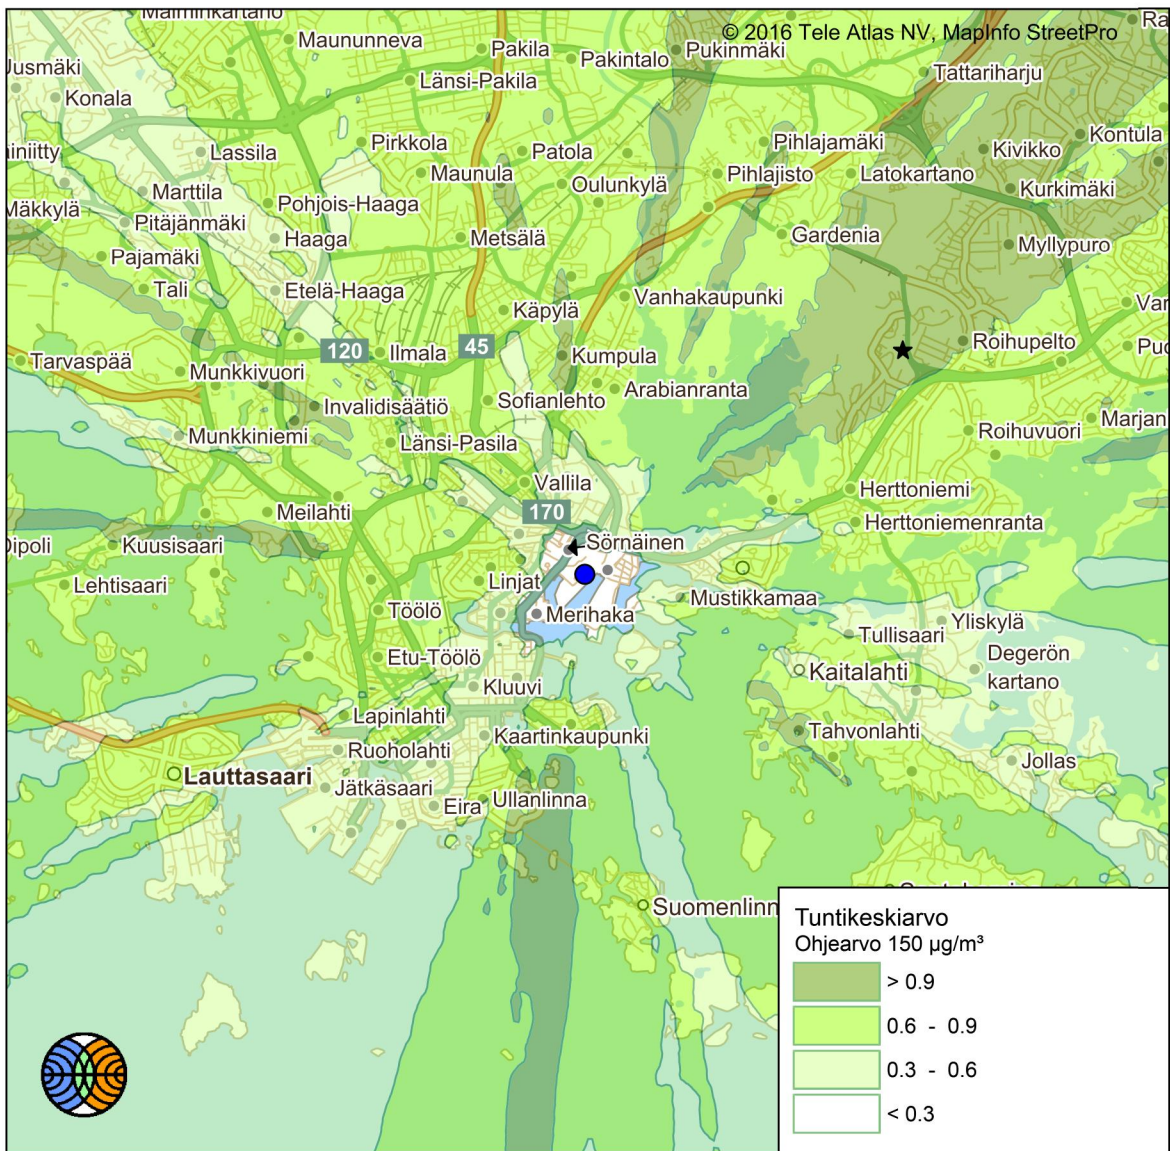 Malminkartano
© 2016 Tele Atlas NV, MapInfo StreetPro
Maununneva
Pakila
Pakintalo
Pukinmäki
Länsi-Pakila
Tattariharju
Konala
Lassila
Pirkkola
Patola
Pihlajamäki
Kivikko
Kontula
Marttila
Maunula
Oulunkylä
Pihlajisto
Latokartano
Kurkimäki
Mäkkylä
Pitäjänmäki
Pohjois-Haaga
Haaga
Metsälä
Gardenia
Myllypuro
Pajamäki
Tali
Etelä-Haaga
Käpylä
Vanhakaupunki
Tarvaspää
120
Ilmala
45
Kumpula
Roihupelto
Munkkivuori
Invalidisäätiö
Sofianlehto
Arabianranta
Munkkiniemi
Länsi-Pasila
Roihuvuori
Marjan
Vallila
Meilahti
170
Herttoniemi
Herttoniemenranta
Dipoli
Kuusisaari
Sörnäinen
Lehtisaari
Linjat
Töölö
Merihaka
Mustikkamaa
Tullisaari
Yliskylä
Etu-Töölö
Kluuvi
Kaitalahti
Degerön
kartano
Lapinlahti
Ruoholahti
Kaartinkaupunki
Tahvonlahti
Lauttasaari
Jätkäsaari
Eira
Ullanlinna
Jollas
Suomenlinn
Tuntikeskiarvo
Ohjearvo 150 µg/m³
> 0.9
0.6 - 0.9
0.3 - 0.6
< 0.3